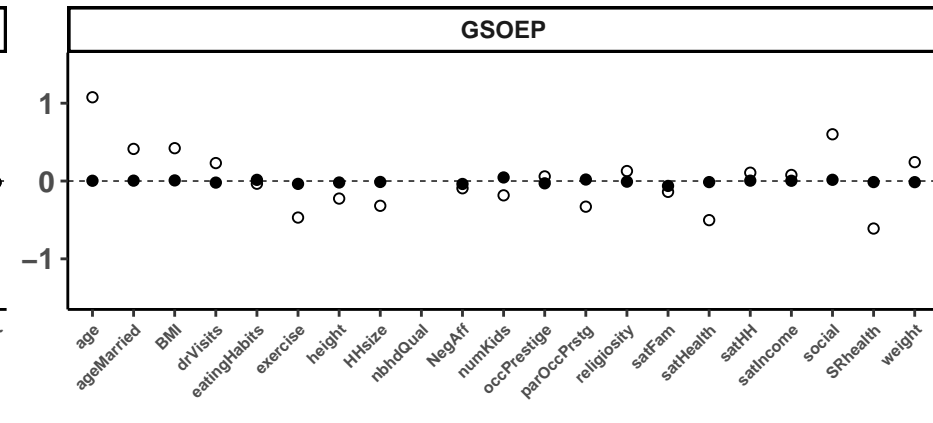 GSOEP
1
0
−1
age
ageMarried
BMI
drVisits
eatingHabits
exercise
height
HHsize
nbhdQual
NegAff
numKids
occPrestige
parOccPrstg
religiosity
satFam
satHealth
satHH
satIncome
social
SRhealth
weight